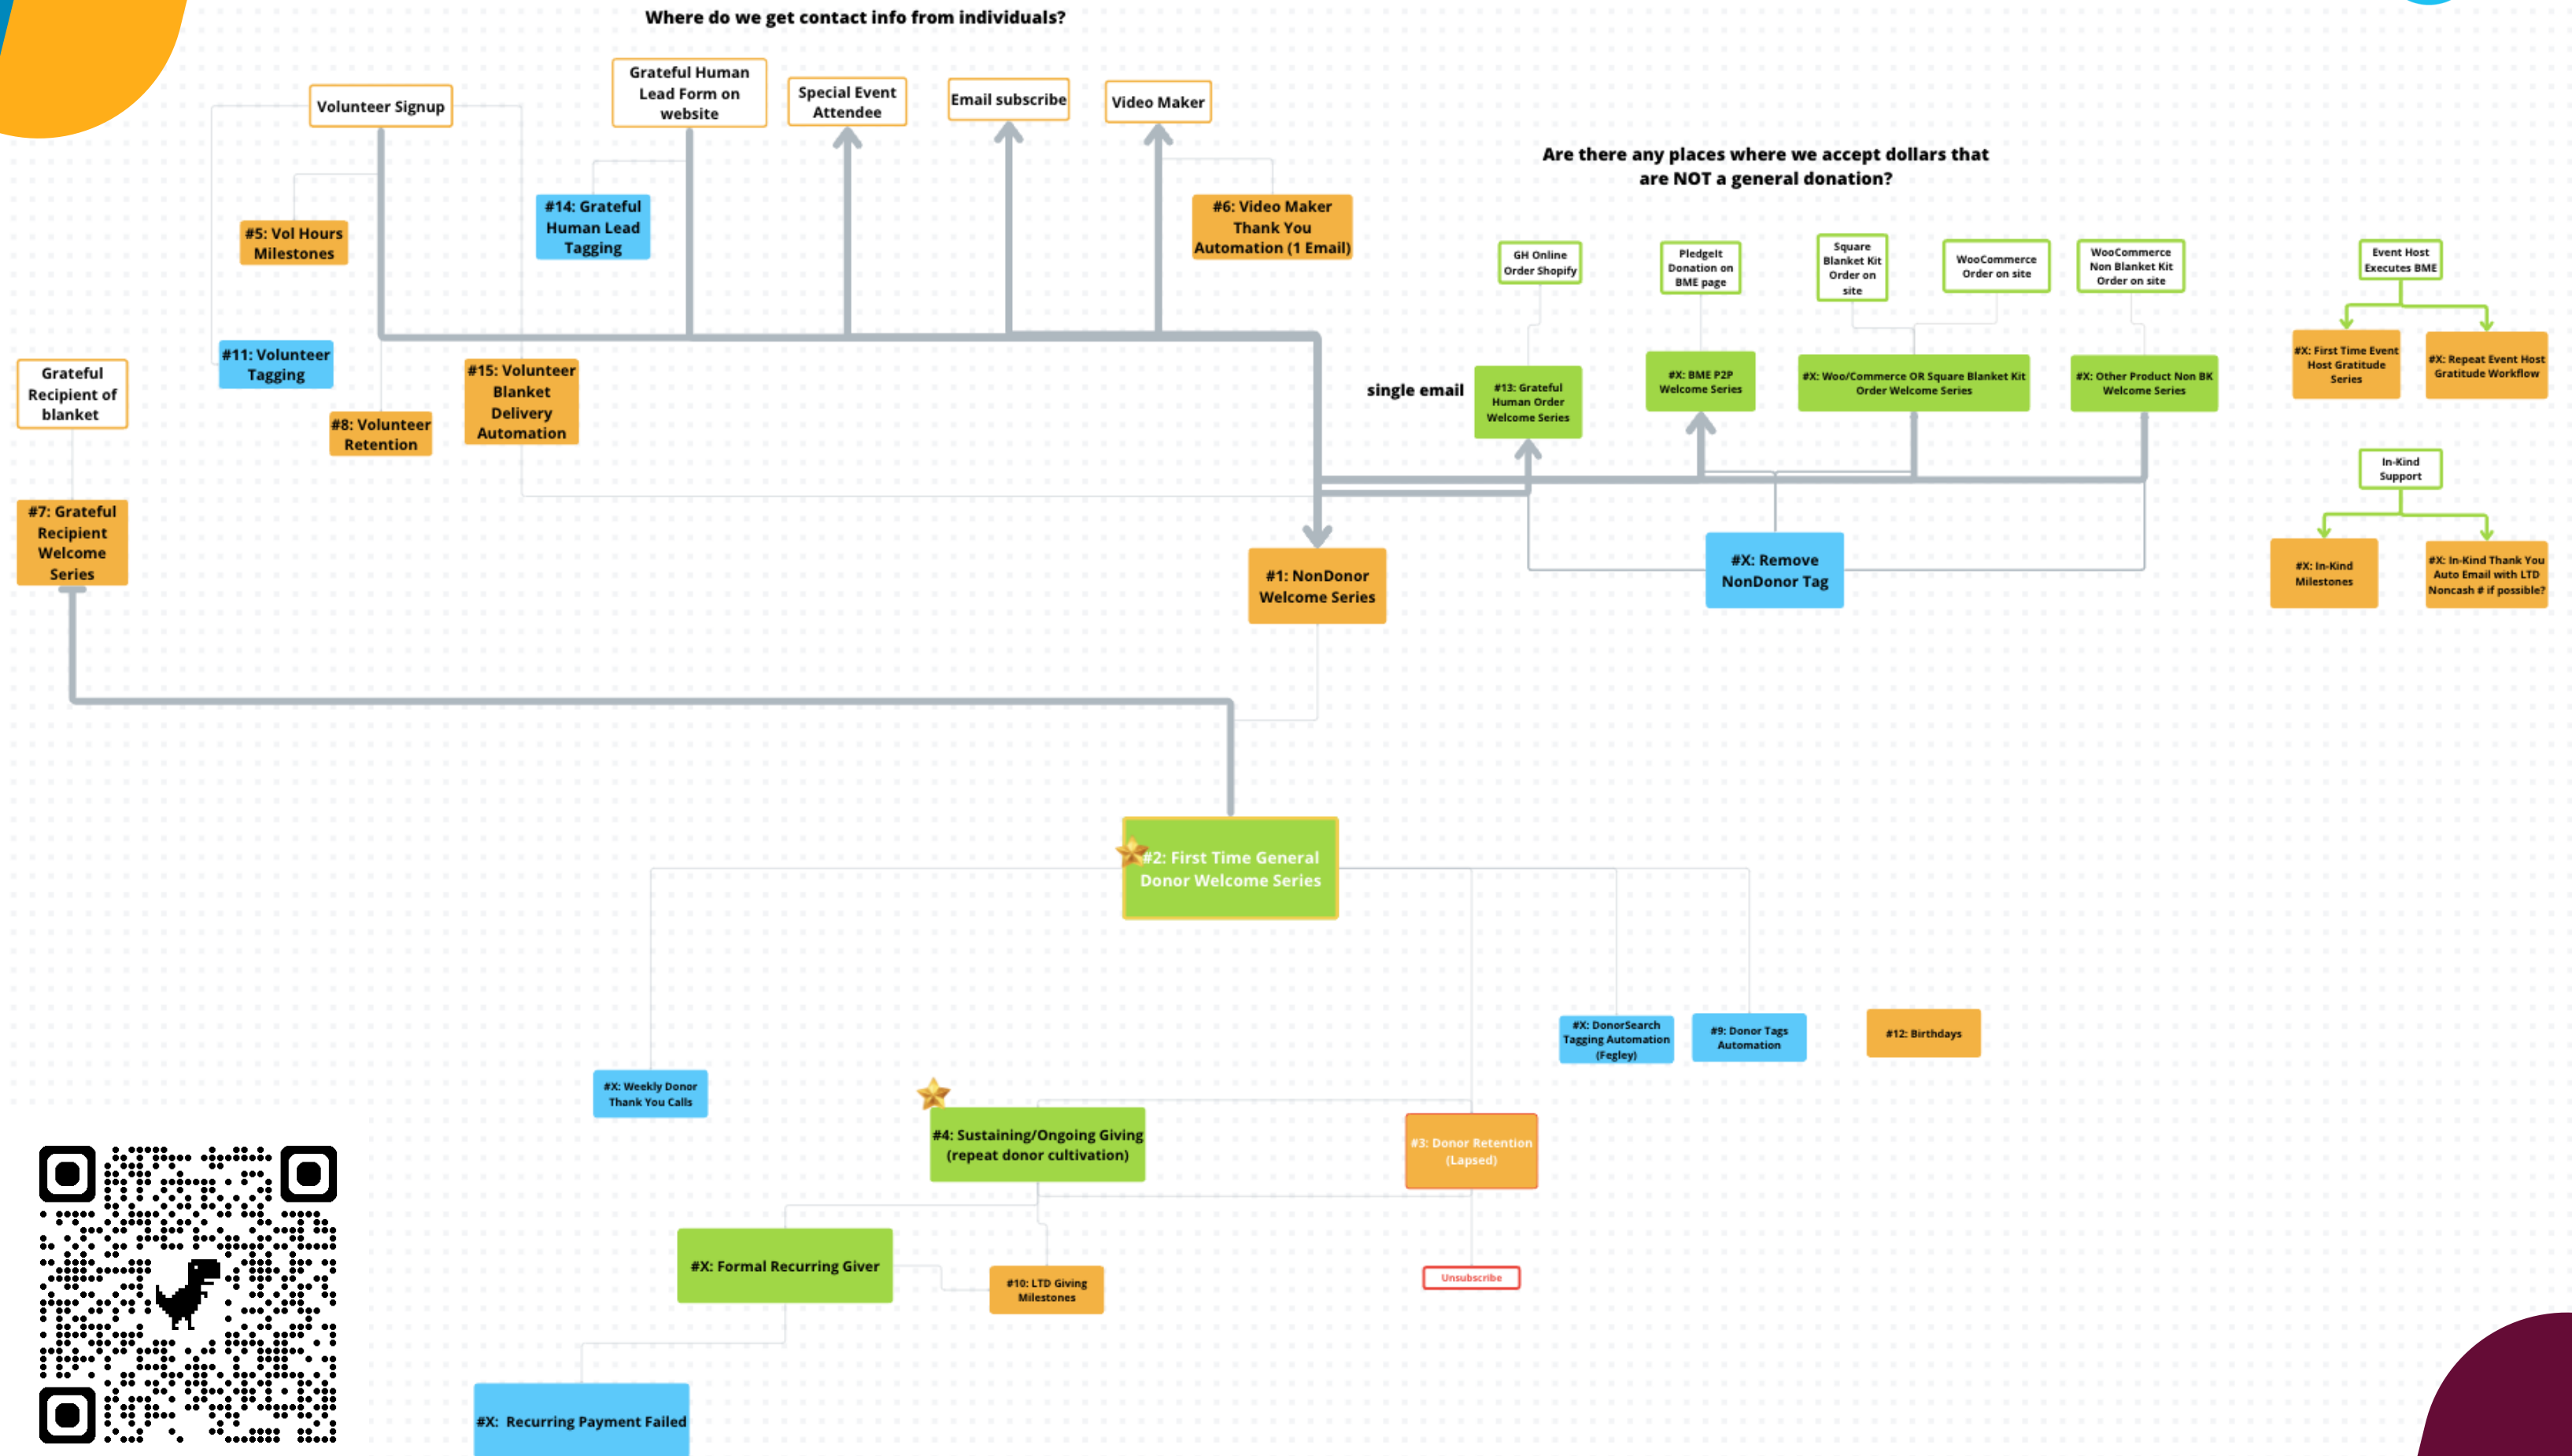 Where do we get contact info from individuals?
Volunteer Signup
Grateful Human
Lead Form on
website
Special Event
Attendee
Email subscribe
Video Maker
Are there any places where we accept dollars that
are NOT a general donation?
#5: Vol Hours
Milestones
#14: Grateful
Human Lead
Tagging
#6: Video Maker
Thank You
Automation (1 Email)
GH Online
Order Shopify
PledgeIt
Donation on
BME page
Square
Blanket Kit
Order on
site
WooCommerce
Order on site
WooCommerce
Non Blanket Kit
Order on site
Event Host
Executes BME
Grateful
Recipient of
blanket
#11: Volunteer
Tagging
#8: Volunteer
Retention
#15: Volunteer
Blanket
Delivery
Automation
single email
#13: Grateful
Human Order
Welcome Series
#X: BME P2P
Welcome Series
#X: Woo/Commerce OR Square Blanket Kit
Order Welcome Series
#X: Other Product Non BK
Welcome Series
#X: First Time Event
Host Gratitude
Series
#X: Repeat Event Host
Gratitude Workflow
In-Kind
Support
#7: Grateful
Recipient
Welcome
Series
#1: NonDonor
Welcome Series
#X: Remove
NonDonor Tag
#X: In-Kind
Milestones
#X: In-Kind Thank You
Auto Email with LTD
Noncash # if possible?
#2: First Time General
Donor Welcome Series
#X: DonorSearch
Tagging Automation
(Fegley)
#9: Donor Tags
Automation
#12: Birthdays
#X: Weekly Donor
Thank You Calls
#4: Sustaining/Ongoing Giving
(repeat donor cultivation)
#3: Donor Retention
(Lapsed)
#X: Formal Recurring Giver
#10: LTD Giving
Milestones
Unsubscribe
#X: Recurring Payment Failed